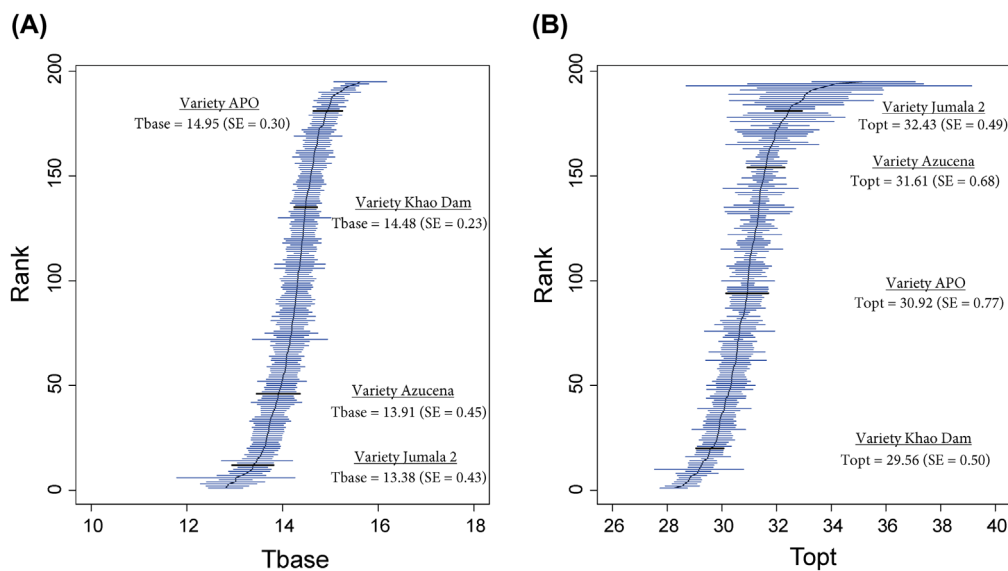 (A)
200
150
100
50
0
Rank
Variety APO
Tbase = 14.95 (SE = 0.30)
Variety Khao Dam
Tbase = 14.48 (SE = 0.23)
Variety Azucena
Tbase = 13.91 (SE = 0.45)
Variety Jumala 2
Tbase = 13.38 (SE = 0.43)
10 12 14 16 18
Tbase
(B)
200
150
100
50
0
Rank
Variety Jumala 2
Topt = 32.43 (SE = 0.49)
Variety Azucena
Topt = 31.61 (SE = 0.68)
Variety APO
Topt = 30.92 (SE = 0.77)
Variety Khao Dam
Topt = 29.56 (SE = 0.50)
26 28 30 32 34 36 38 40
Topt